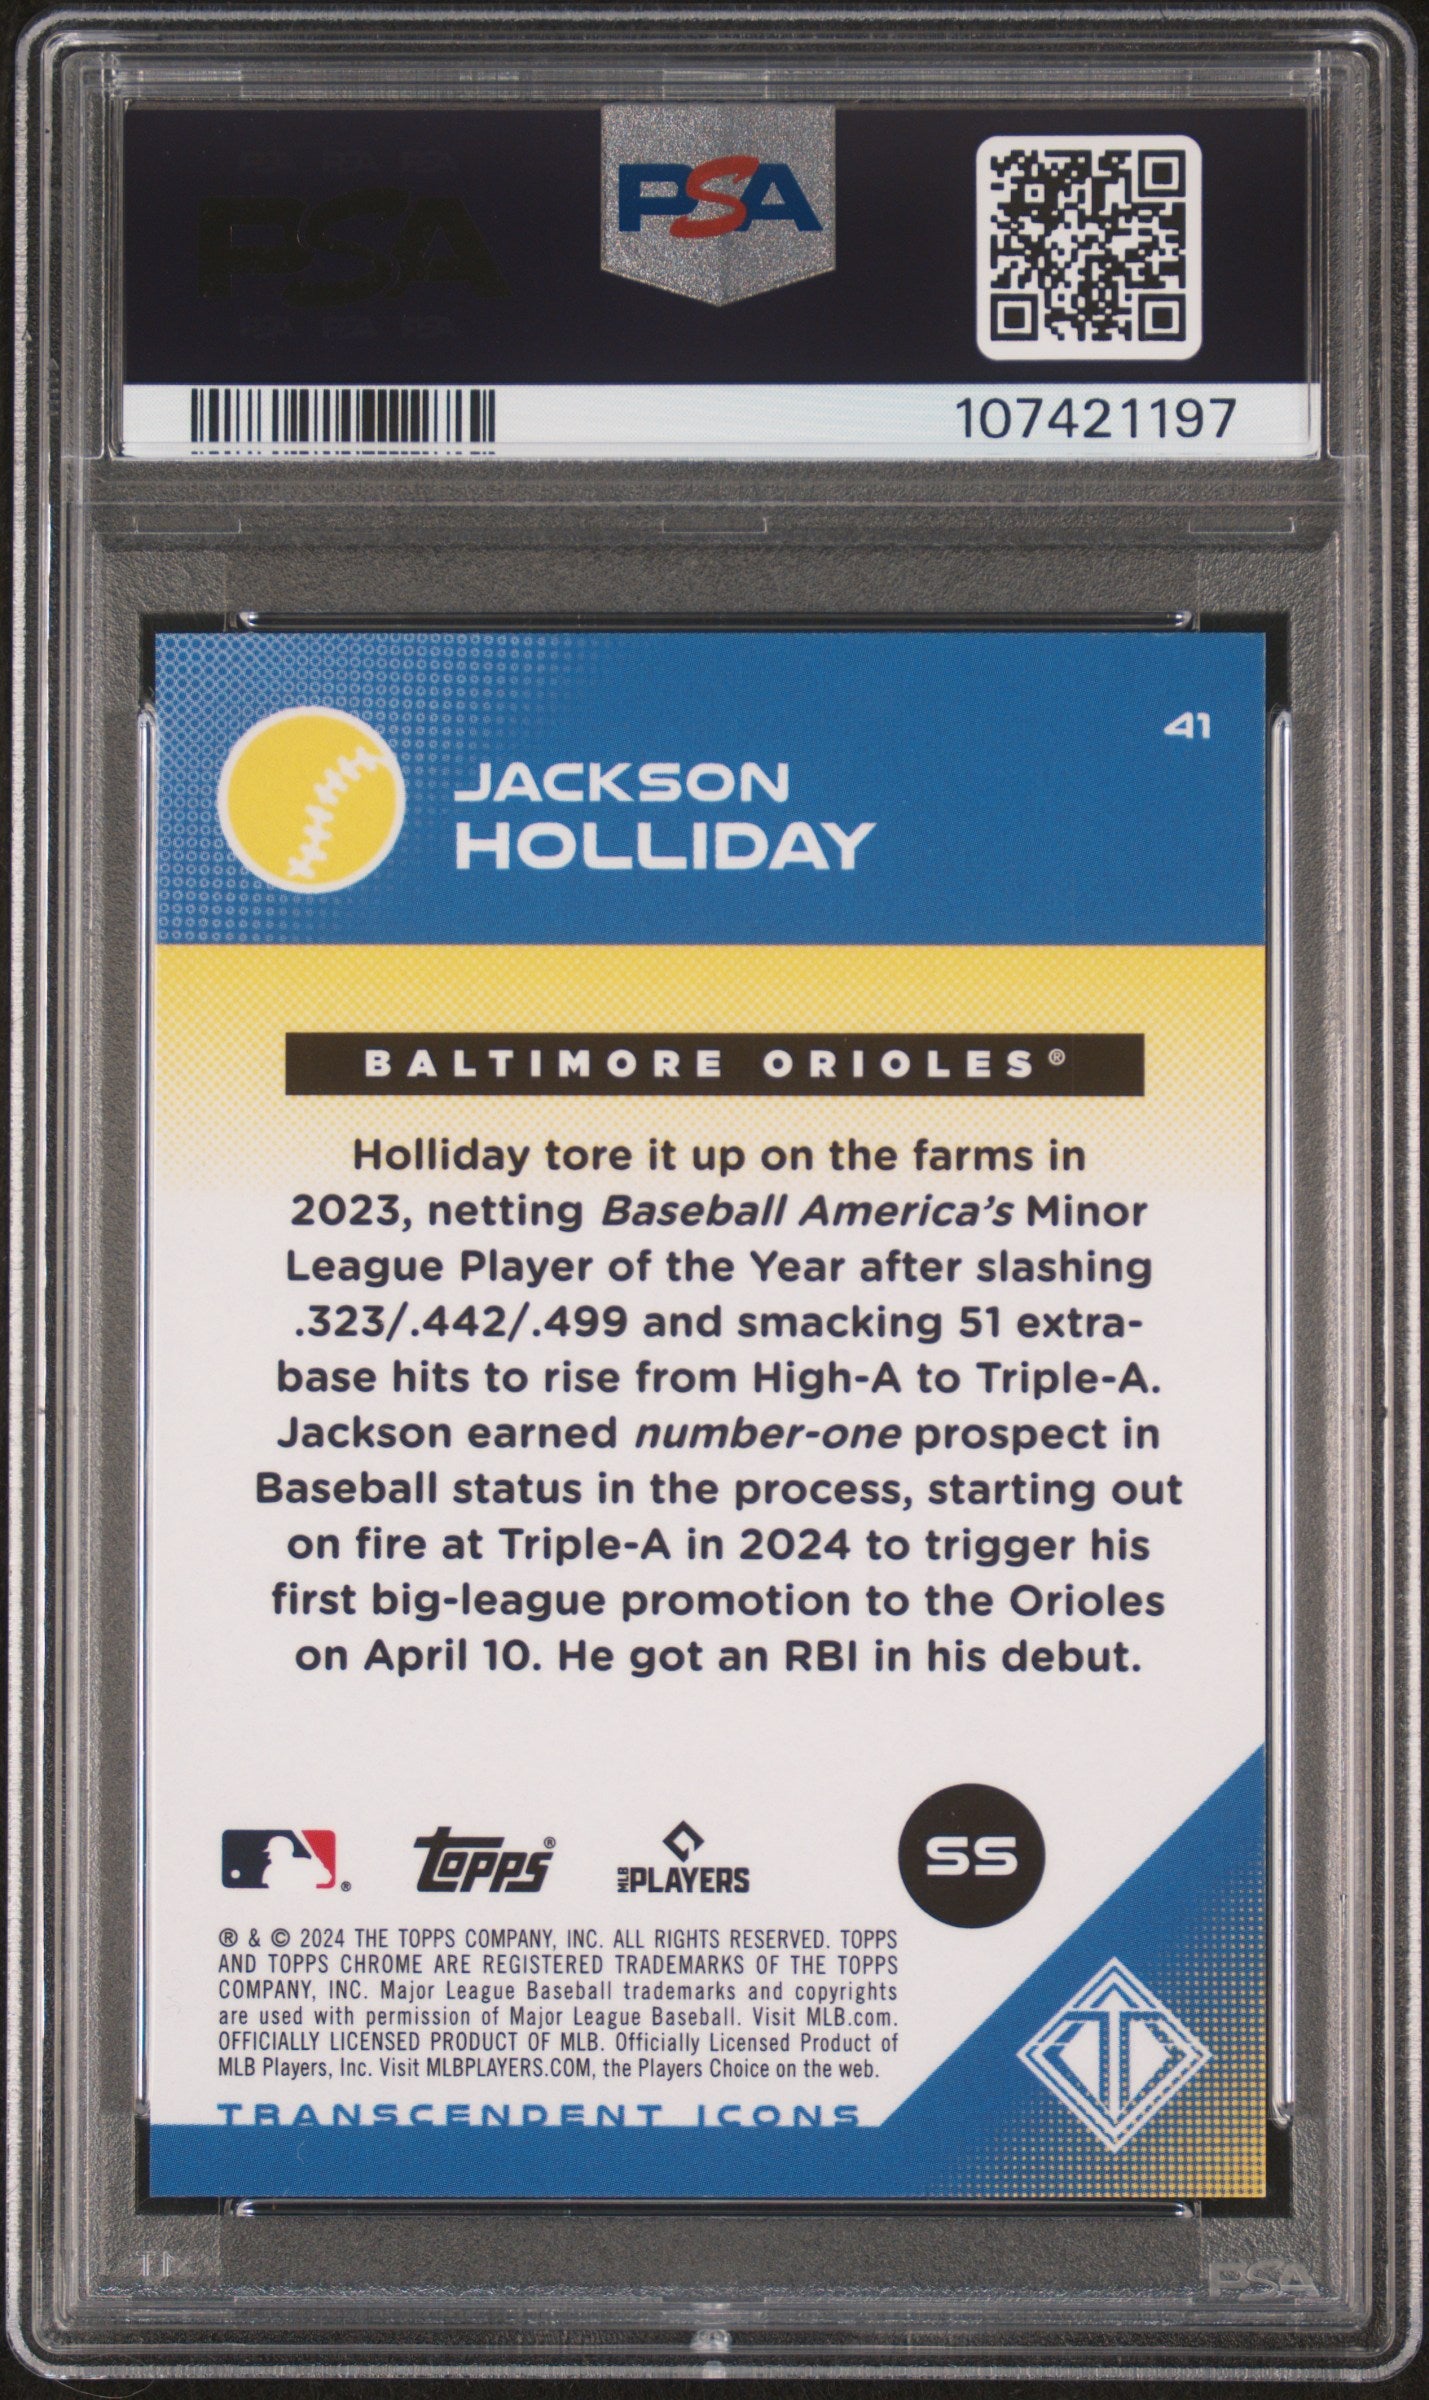 PSA
PSA
107421197
41
JACKSON
HOLLIDAY
BALTIMORE ORIOLES®
Holliday tore it up on the farms in
2023, netting Baseball America's Minor
League Player of the Year after slashing
.323/.442/.499 and smacking 51 extra-
base hits to rise from High-A to Triple-A.
Jackson earned number-one prospect in
Baseball status in the process, starting out
on fire at Triple-A in 2024 to trigger his
first big-league promotion to the Orioles
on April 10. He got an RBI in his debut.
SS
Topps®
MLB PLAYERS
® & © 2024 THE TOPPS COMPANY, INC. ALL RIGHTS RESERVED. TOPPS
AND TOPPS CHROME ARE REGISTERED TRADEMARKS OF THE TOPPS
COMPANY, INC. Major League Baseball trademarks and copyrights
are used with permission of Major League Baseball. Visit MLB.com.
OFFICIALLY LICENSED PRODUCT OF MLB. Officially Licensed Product of
MLB Players, Inc. Visit MLBPLAYERS.COM, the Players Choice on the web.
TRANSCENDENT ICONS
PSA